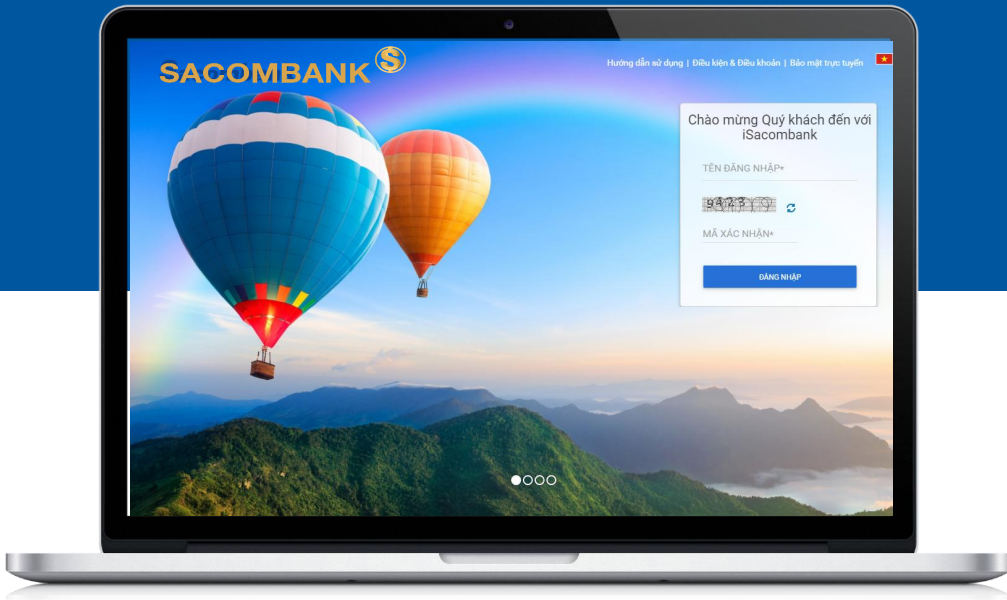 SACOMBANK
S
Hướng dẫn sử dụng | Điều kiện & Điều khoản | Bảo mật trực tuyến
Chào mừng Quý khách đến với
iSacombank
TÊN ĐĂNG NHẬP*
MÃ XÁC NHẬN*
ĐĂNG NHẬP